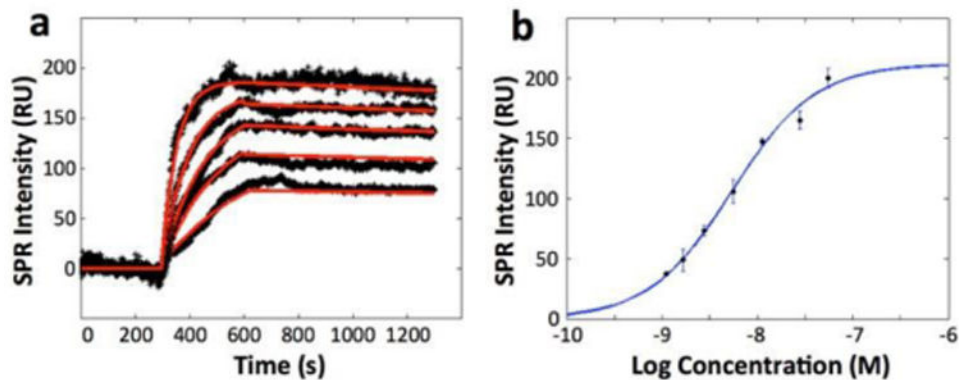 a
SPR Intensity (RU)
200
150
100
50
0
0 200 400 600 800 1000 1200
Time (s)
b
SPR Intensity (RU)
200
150
100
50
0
-10 -9 -8 -7 -6
Log Concentration (M)